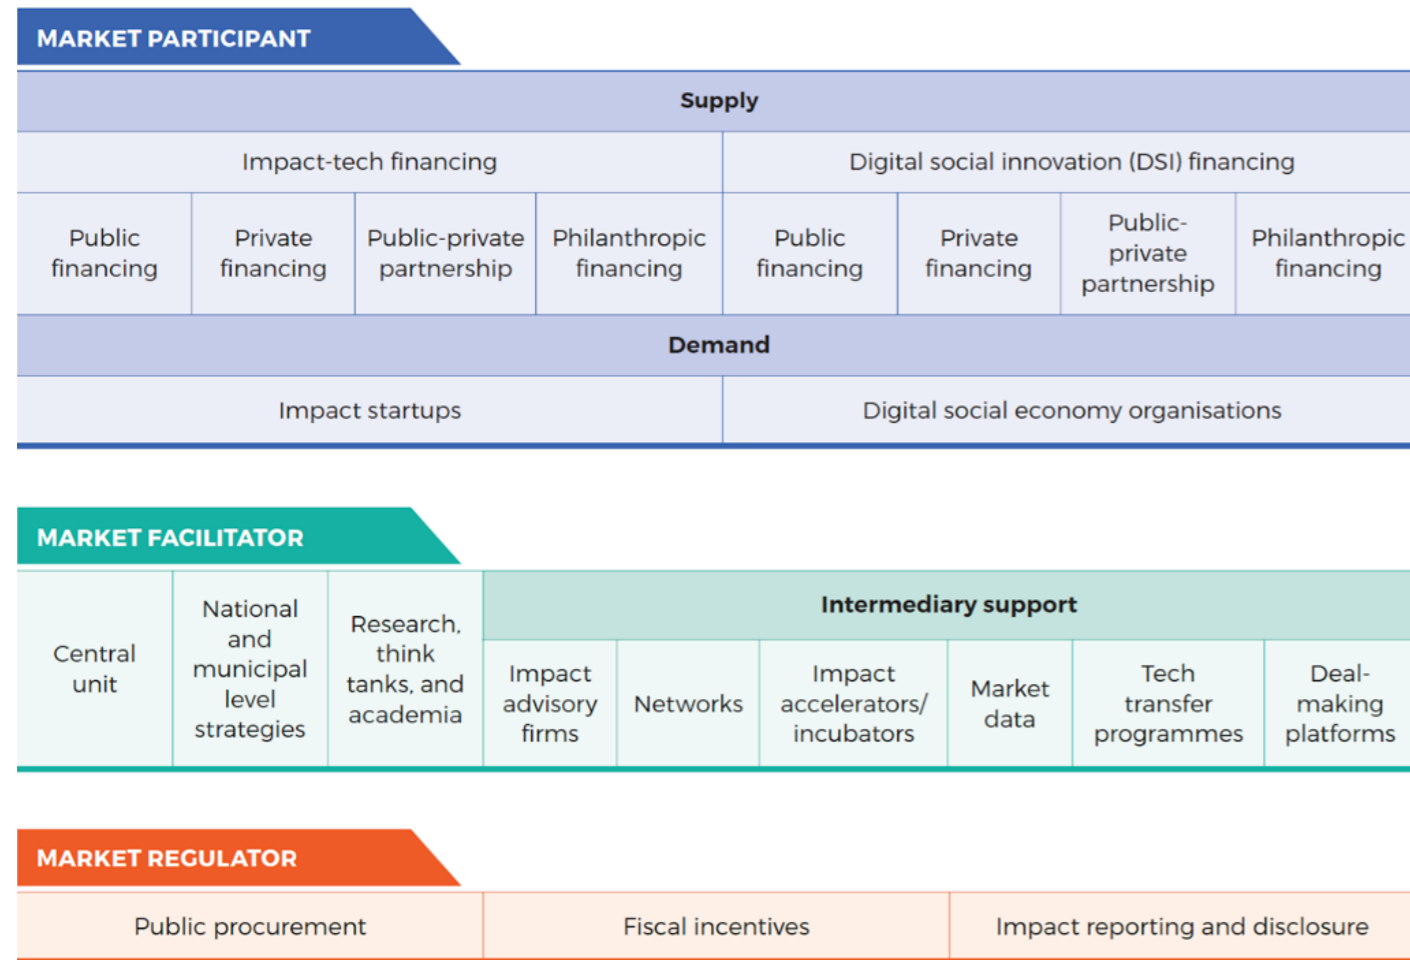 MARKET PARTICIPANT
Supply
Impact-tech financing
Digital social innovation (DSI) financing
Public
financing
Private
financing
Public-private
partnership
Philanthropic
financing
Public
financing
Private
financing
Public-
private
partnership
Philanthropic
financing
Demand
Impact startups
Digital social economy organisations
MARKET FACILITATOR
Central
unit
National
and
municipal
level
strategies
Research,
think
tanks, and
academia
Intermediary support
Impact
advisory
firms
Networks
Impact
accelerators/
incubators
Market
data
Tech
transfer
programmes
Deal-
making
platforms
MARKET REGULATOR
Public procurement
Fiscal incentives
Impact reporting and disclosure